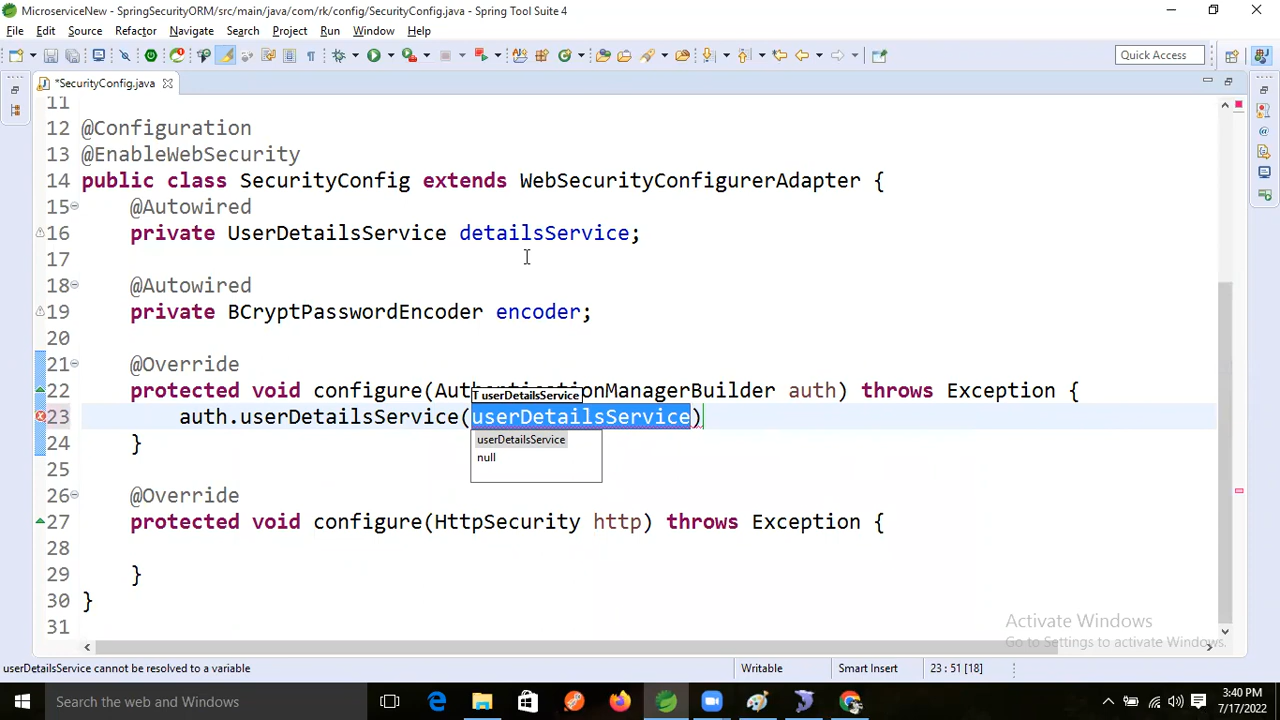 MicroserviceNew - SpringSecurityORM/src/main/java/com/rk/config/SecurityConfig.java - Spring Tool Suite 4
File Edit Source Refactor Navigate Search Project Run Window Help
Quick Access
*SecurityConfig.java
11
12 @Configuration
13 @EnableWebSecurity
14 public class SecurityConfig extends WebSecurityConfigurerAdapter {
15 @Autowired
16 private UserDetailsService detailsService;
17
18 @Autowired
19 private BCryptPasswordEncoder encoder;
20
21 @Override
22 protected void configure(AuthenticationManagerBuilder auth) throws Exception {
T userDetailsService
23 auth.userDetailsService(userDetailsService)
userDetailsService
24 }
null
25
26 @Override
27 protected void configure(HttpSecurity http) throws Exception {
28
29 }
30 }
31
Activate Windows
Go to Settings to activate Windows.
userDetailsService cannot be resolved to a variable
Writable
Smart Insert
23 : 51 [18]
Search the web and Windows
3:40 PM
7/17/2022